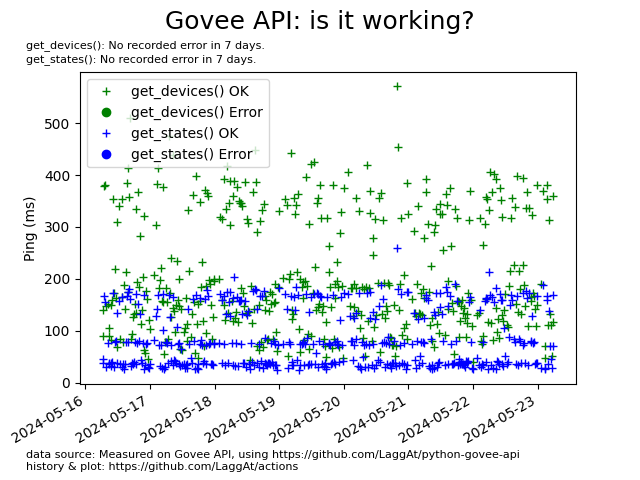 Govee API: is it working?
get_devices(): No recorded error in 7 days.
get_states(): No recorded error in 7 days.
get_devices() OK
get_devices() Error
get_states() OK
get_states() Error
Ping (ms)
500
400
300
200
100
0
2024-05-16
2024-05-17
2024-05-18
2024-05-19
2024-05-20
2024-05-21
2024-05-22
2024-05-23
data source: Measured on Govee API, using https://github.com/LaggAt/python-govee-api
history & plot: https://github.com/LaggAt/actions